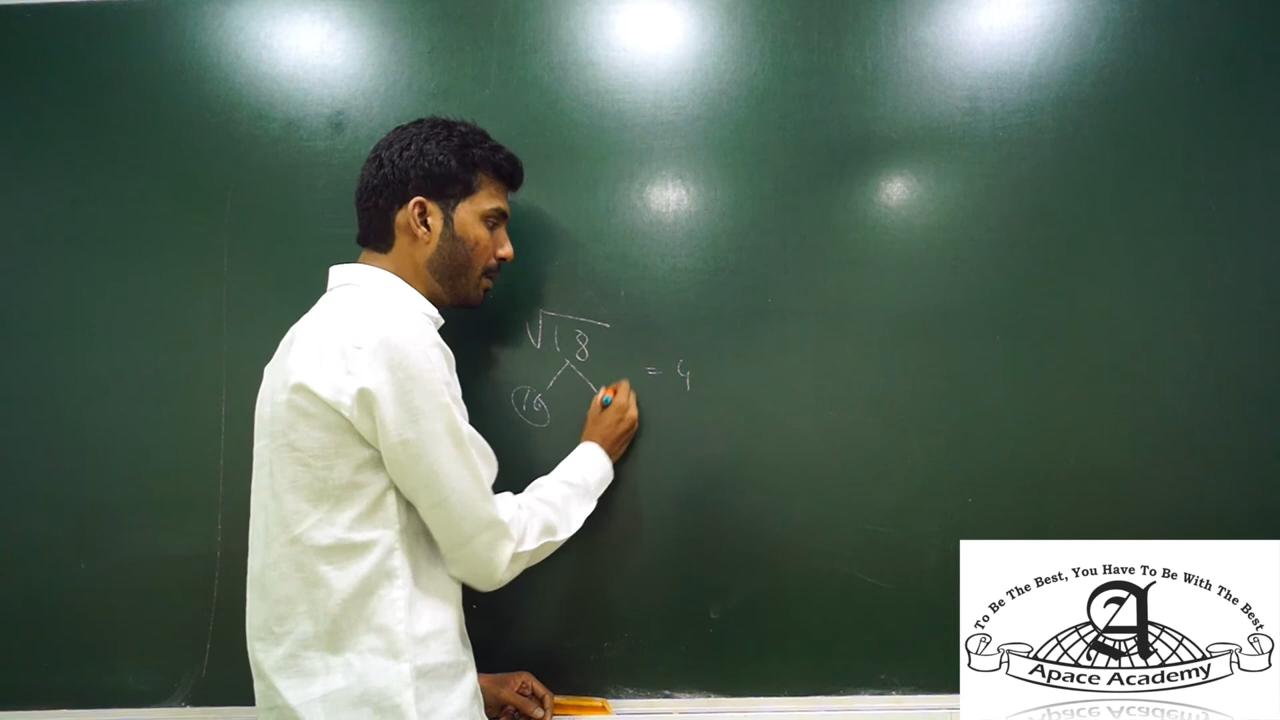 √18
16
= 4
To Be The Best, You Have To Be With The Best
A
Apace Academy